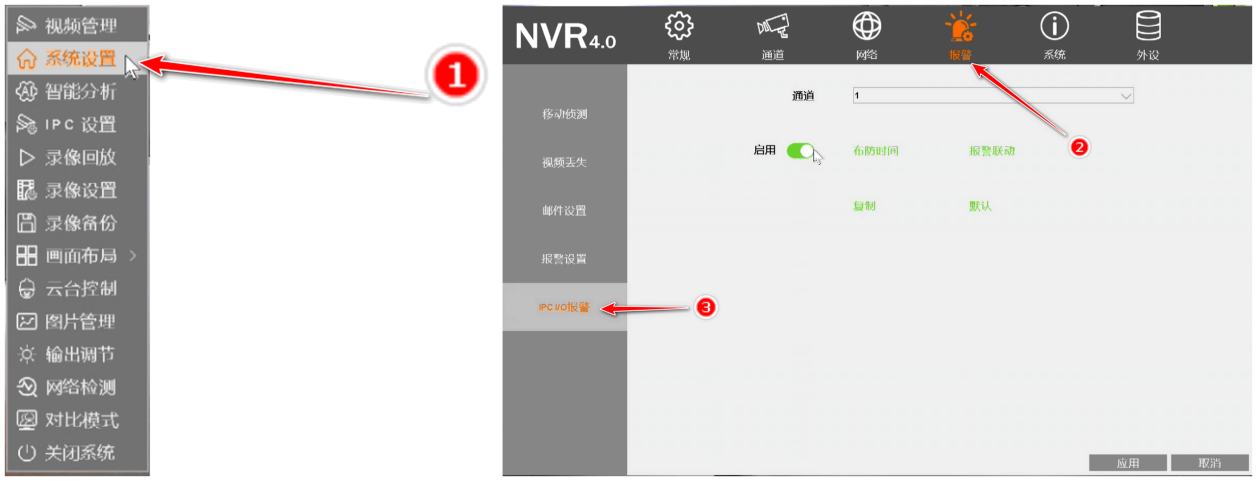 视频管理
系统设置
智能分析
IPC 设置
录像回放
录像设置
录像备份
画面布局 >
云台控制
图片管理
输出调节
网络检测
对比模式
关闭系统
1
NVR4.0
常规 通道 网络 报警 系统 外设
移动侦测
视频丢失
邮件设置
报警设置
IPC I/O报警
通道 1
启用 布防时间 报警联动
复制 默认
2
3
应用 取消